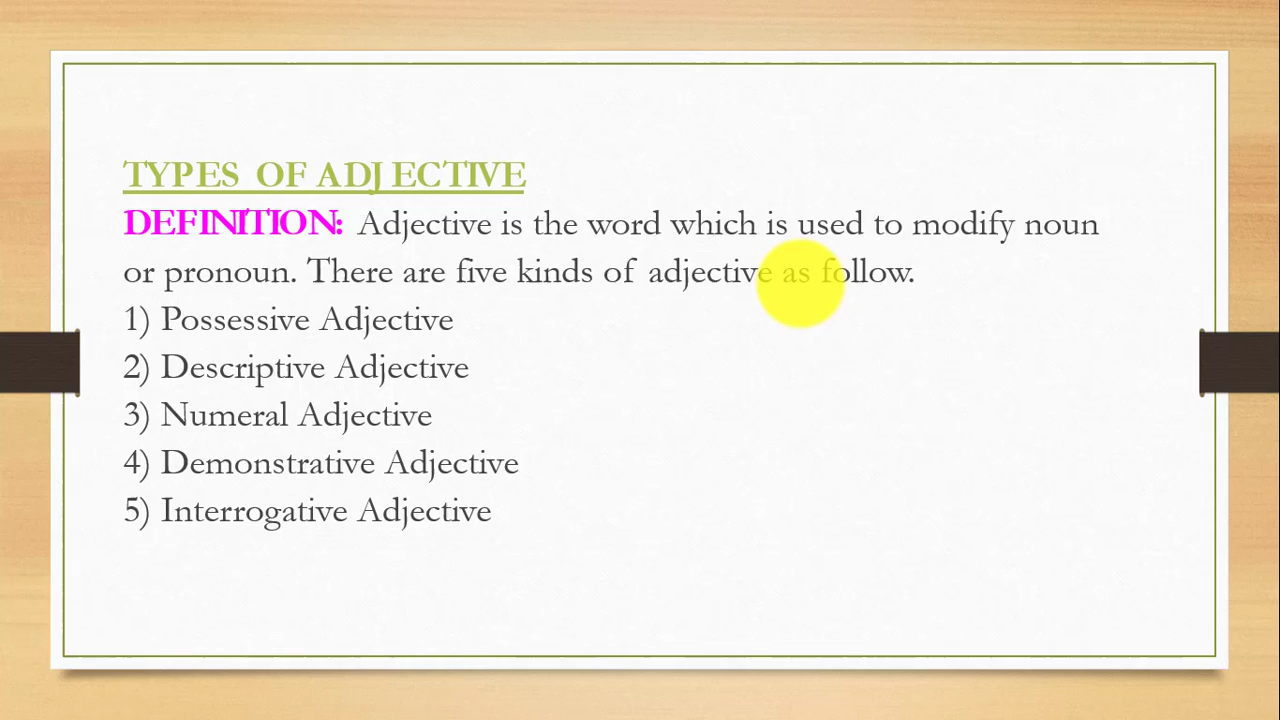 TYPES OF ADJECTIVE
DEFINITION: Adjective is the word which is used to modify noun
or pronoun. There are five kinds of adjective as follow.
1) Possessive Adjective
2) Descriptive Adjective
3) Numeral Adjective
4) Demonstrative Adjective
5) Interrogative Adjective